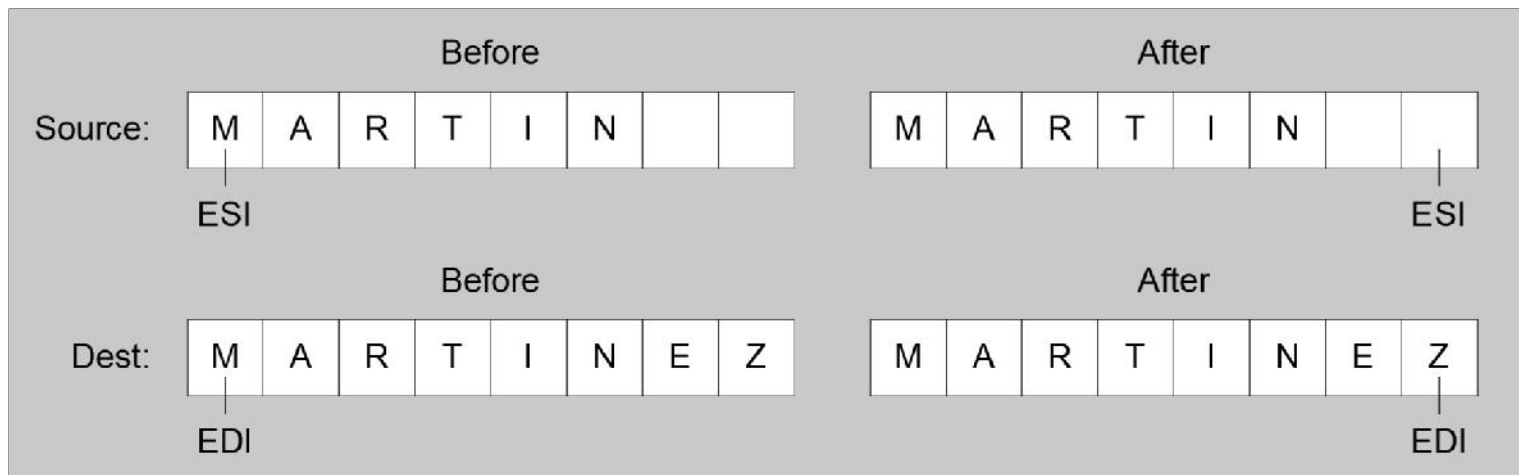 Before After
Source: M A R T I N M A R T I N
ESI ESI
Before After
Dest: M A R T I N E Z M A R T I N E Z
EDI EDI